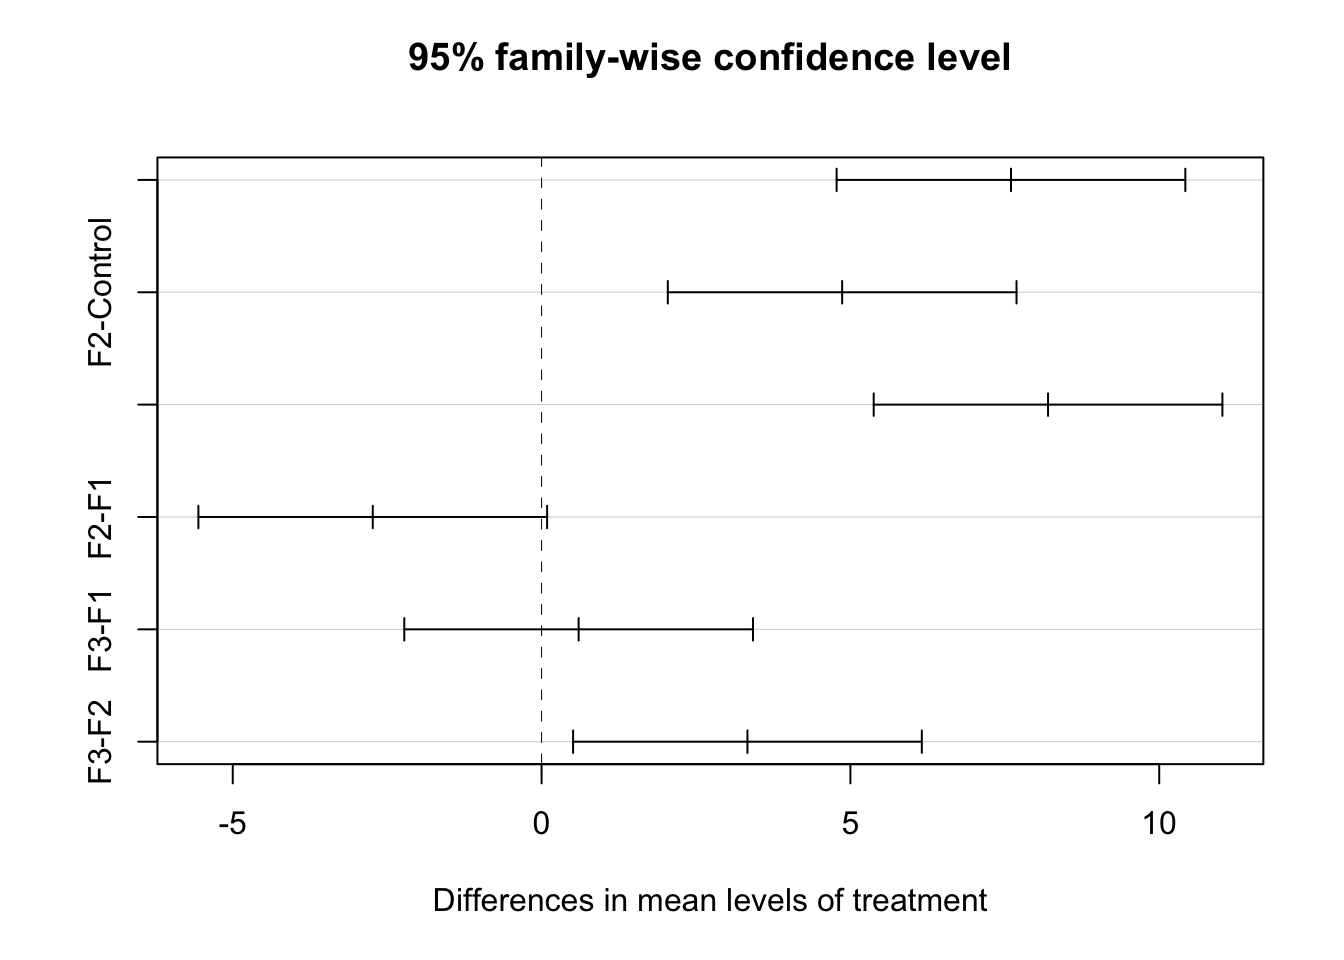 95% family-wise confidence level
F2-Control
F2-F1
F3-F1
F3-F2
-5 0 5 10
Differences in mean levels of treatment